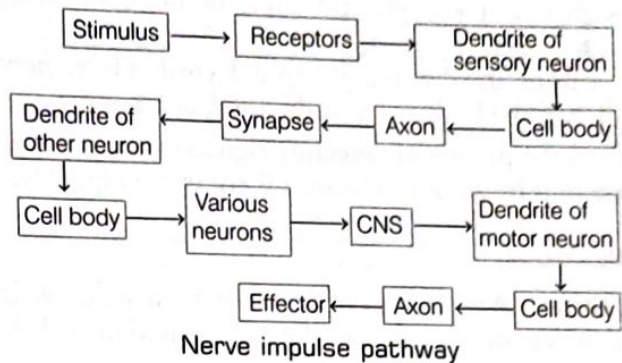 Stimulus
Receptors
Dendrite of
sensory neuron
Cell body
Axon
Synapse
Dendrite of
other neuron
Cell body
Various
neurons
CNS
Dendrite of
motor neuron
Cell body
Axon
Effector
Nerve impulse pathway